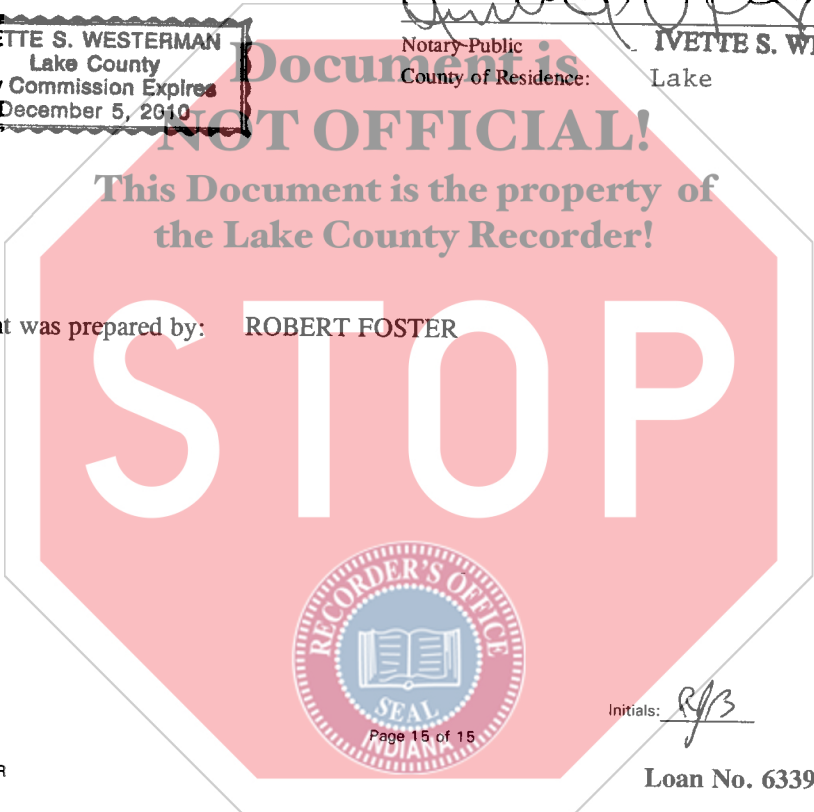 ETTE S. WESTERMAN
Lake County
Commission Expires
December 5, 2010
Notary Public IVETTE S.
County of Residence: Lake
Document is
NOT OFFICIAL!
This Document is the property of
the Lake County Recorder!
was prepared by: ROBERT FOSTER
STOP
RECORDER'S OFFICE
SEAL
INDIANA
Initials: RJB
Page 15 of 15
Loan No. 6339